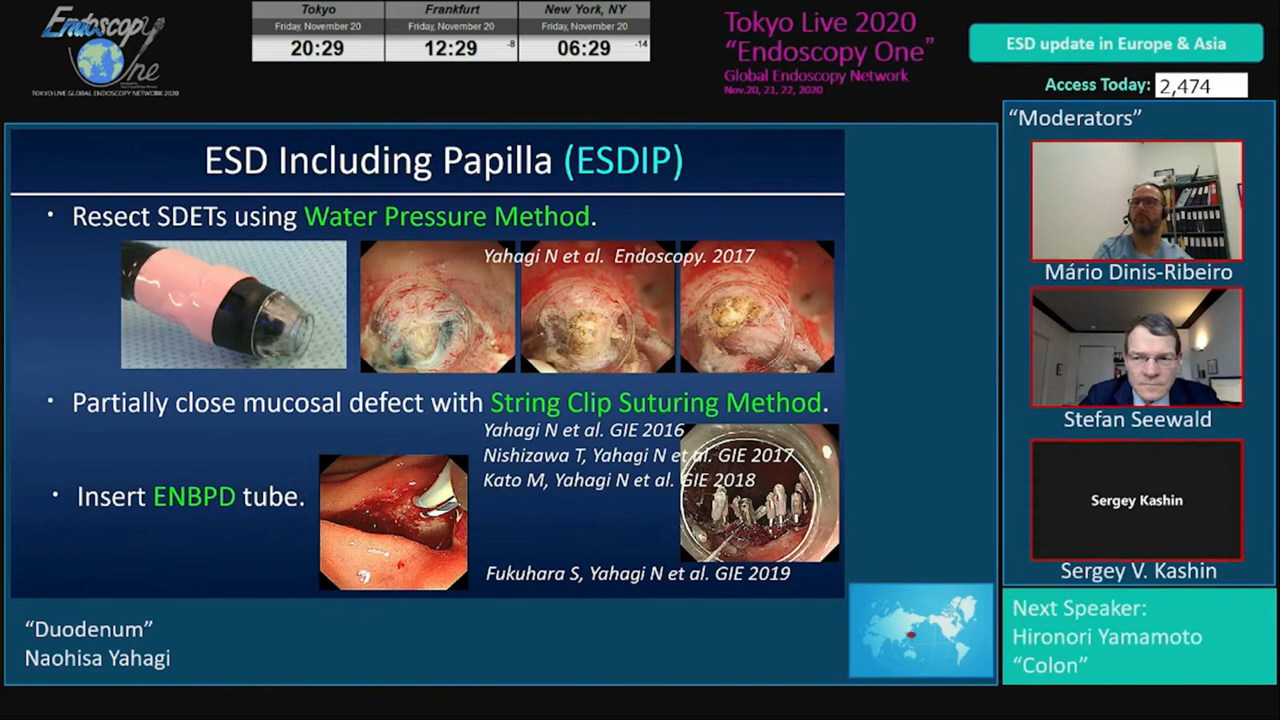 Endoscopy
One
TOKYO LIVE GLOBAL ENDOSCOPY NETWORK 2020
Tokyo
Friday, November 20
20:29
Frankfurt
Friday, November 20
12:29 -8
New York, NY
Friday, November 20
06:29 -14
Tokyo Live 2020
“Endoscopy One”
Global Endoscopy Network
Nov.20, 21, 22, 2020
ESD update in Europe & Asia
Access Today: 2,474
ESD Including Papilla (ESDIP)
・ Resect SDETs using Water Pressure Method.
Yahagi N et al. Endoscopy. 2017
・ Partially close mucosal defect with String Clip Suturing Method.
Yahagi N et al. GIE 2016
Nishizawa T, Yahagi N et al. GIE 2017
Kato M, Yahagi N et al. GIE 2018
・ Insert ENBPD tube.
Fukuhara S, Yahagi N et al. GIE 2019
“Duodenum”
Naohisa Yahagi
“Moderators”
Mário Dinis-Ribeiro
Stefan Seewald
Sergey Kashin
Sergey V. Kashin
Next Speaker:
Hironori Yamamoto
“Colon”